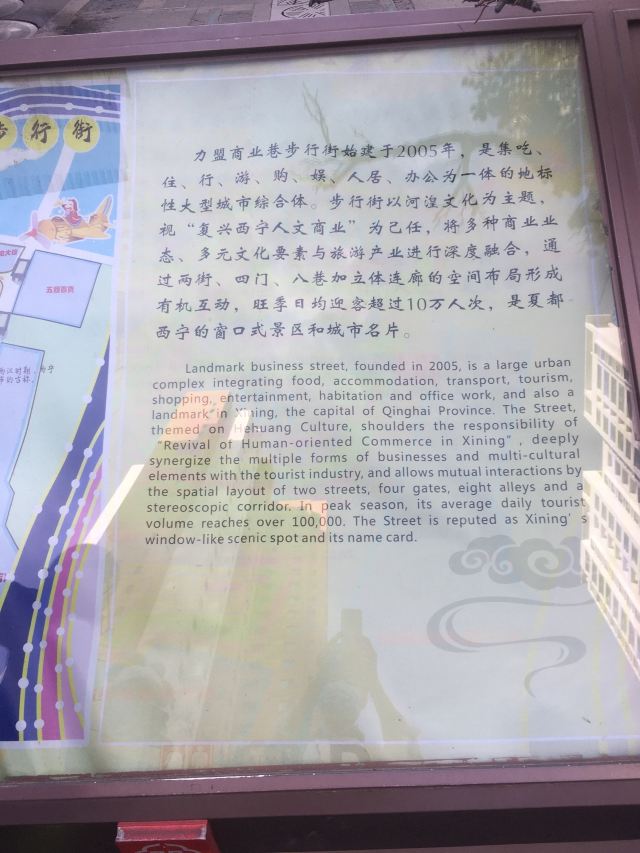 步行街
五级百货
力盟商业巷步行街始建于2005年，是集吃、
住、行、游、购、娱、人居、办公为一体的地标
性大型城市综合体。步行街以河湟文化为主题，
视“复兴西宁人文商业”为己任，将多种商业业
态、多元文化要素与旅游产业进行深度融合，通
过两街、四门、八巷加立体连廊的空间布局形成
有机互动，旺季日均迎客超过10万人次，是夏都
西宁的窗口式景区和城市名片。
Landmark business street, founded in 2005, is a large urban
complex integrating food, accommodation, transport, tourism,
shopping, entertainment, habitation and office work, and also a
landmark in Xining, the capital of Qinghai Province. The Street,
themed on Hehuang Culture, shoulders the responsibility of
“Revival of Human-oriented Commerce in Xining”, deeply
synergize the multiple forms of businesses and multi-cultural
elements with the tourist industry, and allows mutual interactions by
the spatial layout of two streets, four gates, eight alleys and a
stereoscopic corridor. In peak season, its average daily tourist
volume reaches over 100,000. The Street is reputed as Xining’s
window-like scenic spot and its name card.